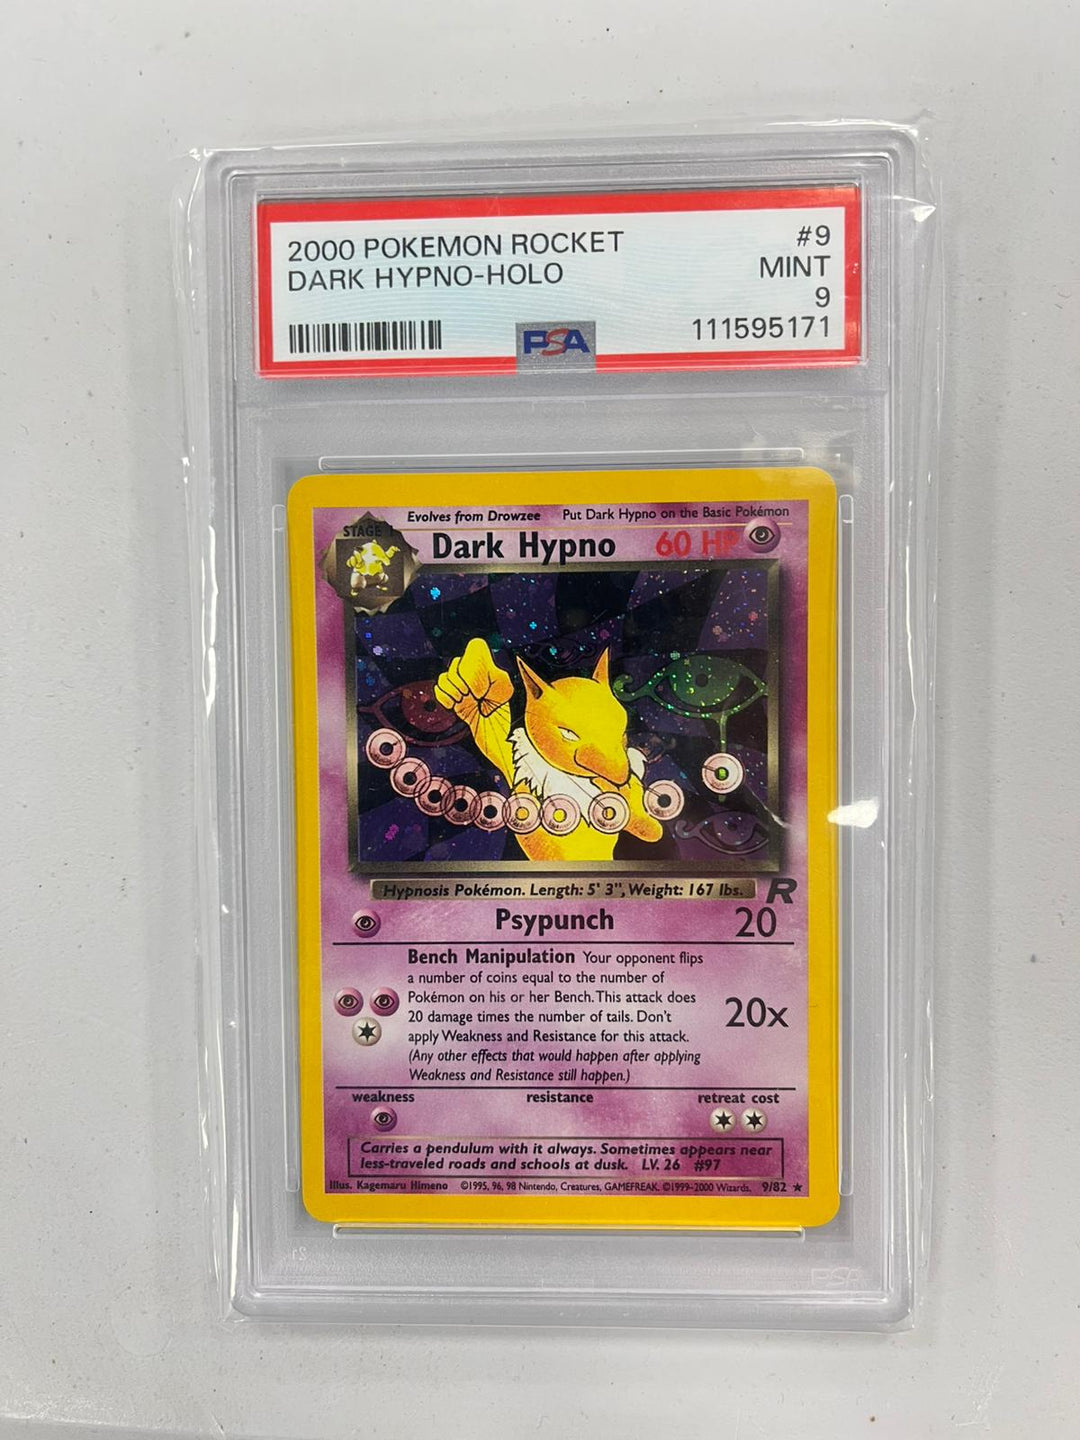 2000 POKEMON ROCKET #9
DARK HYPNO-HOLO MINT
9
PSA 111595171
Evolves from Drowzee Put Dark Hypno on the Basic Pokémon
STAGE 1
Dark Hypno 60 HP
Hypnosis Pokémon. Length: 5' 3", Weight: 167 lbs.
R
Psypunch 20
Bench Manipulation Your opponent flips
a number of coins equal to the number of
Pokémon on his or her Bench. This attack does
20 damage times the number of tails. Don't
apply Weakness and Resistance for this attack.
(Any other effects that would happen after applying
Weakness and Resistance still happen.)
20x
weakness resistance retreat cost
Carries a pendulum with it always. Sometimes appears near
less-traveled roads and schools at dusk. LV. 26 #97
Illus. Kagemaru Himeno ©1995, 96, 98 Nintendo, Creatures, GAMEFREAK. ©1999-2000 Wizards. 9/82 ★
PSA